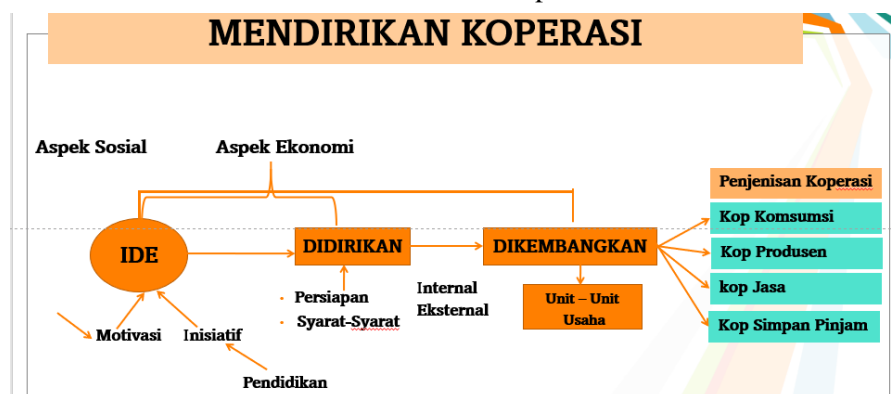 MENDIRIKAN KOPERASI
Aspek Sosial
Aspek Ekonomi
IDE
DIDIRIKAN
DIKEMBANGKAN
Motivasi
Inisiatif
Pendidikan
- Persiapan
- Syarat-Syarat
Internal
Eksternal
Unit – Unit
Usaha
Penjenisan Koperasi
Kop Komsumsi
Kop Produsen
kop Jasa
Kop Simpan Pinjam